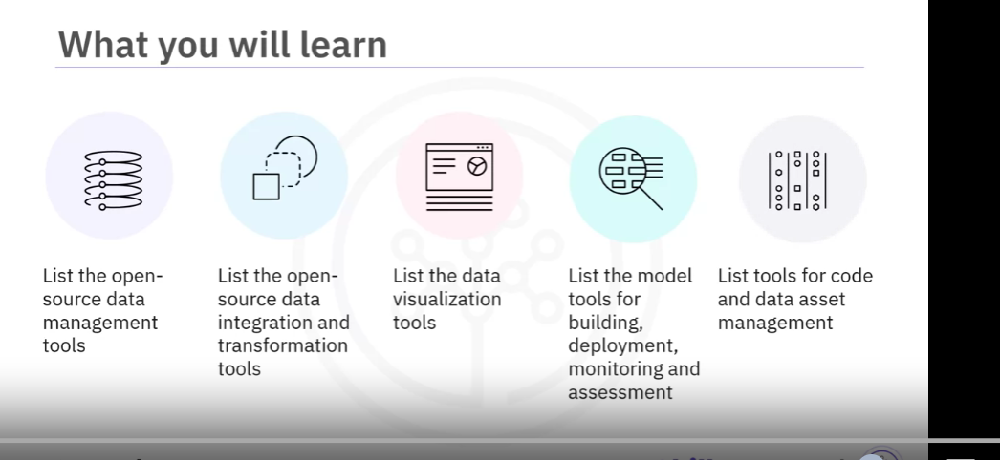 What you will learn
List the open-
source data
management
tools
List the open-
source data
integration and
transformation
tools
List the data
visualization
tools
List the model
tools for
building,
deployment,
monitoring and
assessment
List tools for code
and data asset
management